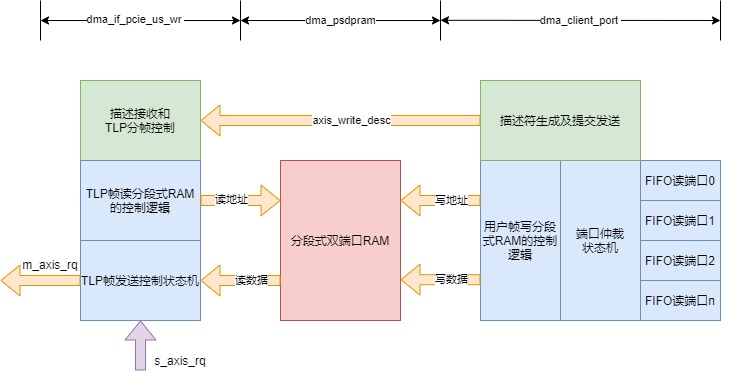 dma_if_pcie_us_wr
dma_psdpram
dma_client_port
描述接收和
TLP分帧控制
axis_write_desc
描述符生成及提交发送
TLP帧读分段式RAM
的控制逻辑
读地址
分段式双端口RAM
写地址
用户帧写分段
式RAM的控制
逻辑
端口仲裁
状态机
FIFO读端口0
FIFO读端口1
FIFO读端口2
FIFO读端口n
m_axis_rq
TLP帧发送控制状态机
读数据
写数据
s_axis_rq